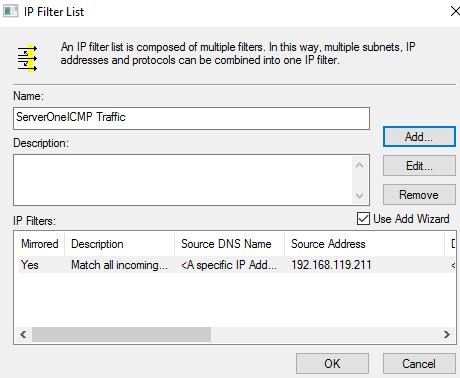 IP Filter List
An IP filter list is composed of multiple filters. In this way, multiple subnets, IP
addresses and protocols can be combined into one IP filter.
Name:
ServerOneICMP Traffic
Add...
Description:
Edit...
Remove
IP Filters:
Use Add Wizard
Mirrored Description Source DNS Name Source Address D
Yes Match all incoming... <A specific IP Add... 192.168.119.211 <
OK Cancel